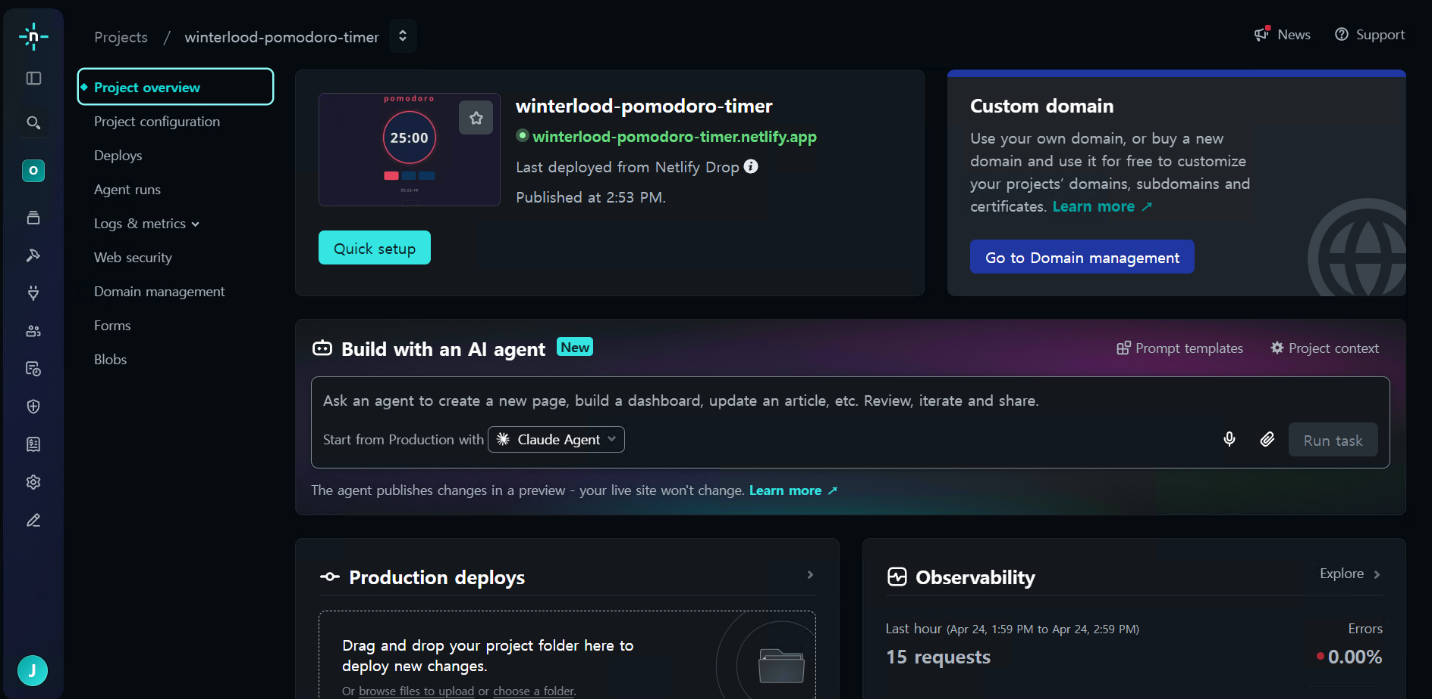 Projects / winterlood-pomodoro-timer
News
Support
Project overview
Project configuration
Deploys
Agent runs
Logs & metrics
Web security
Domain management
Forms
Blobs
O
J
pomodoro
25:00
winterlood-pomodoro-timer
winterlood-pomodoro-timer.netlify.app
Last deployed from Netlify Drop
Published at 2:53 PM.
Quick setup
Custom domain
Use your own domain, or buy a new
domain and use it for free to customize
your projects’ domains, subdomains and
certificates. Learn more ↗
Go to Domain management
Build with an AI agent New
Prompt templates
Project context
Ask an agent to create a new page, build a dashboard, update an article, etc. Review, iterate and share.
Start from Production with Claude Agent
Run task
The agent publishes changes in a preview - your live site won't change. Learn more ↗
Production deploys
Drag and drop your project folder here to
deploy new changes.
Or browse files to upload or choose a folder.
Observability
Explore
Last hour (Apr 24, 1:59 PM to Apr 24, 2:59 PM)
15 requests
Errors
0.00%